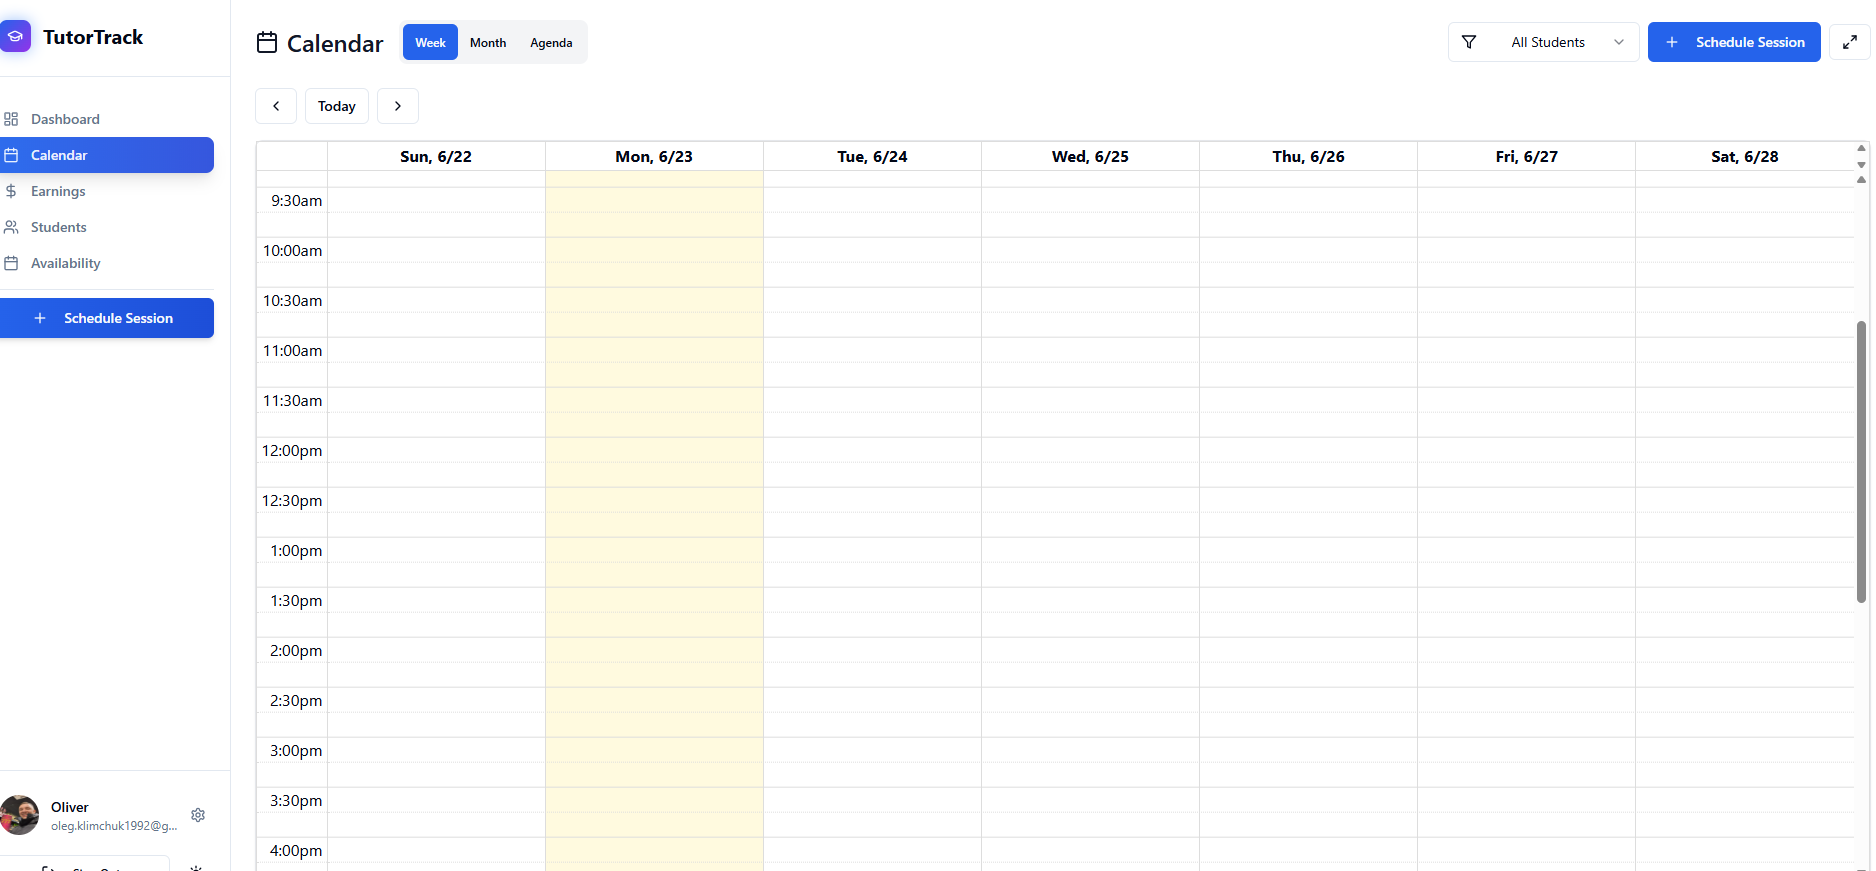 TutorTrack
Dashboard
Calendar
Earnings
Students
Availability
Schedule Session
Oliver
oleg.klimchuk1992@g...
Calendar
Week Month Agenda
All Students
Schedule Session
Today
Sun, 6/22 Mon, 6/23 Tue, 6/24 Wed, 6/25 Thu, 6/26 Fri, 6/27 Sat, 6/28
9:30am
10:00am
10:30am
11:00am
11:30am
12:00pm
12:30pm
1:00pm
1:30pm
2:00pm
2:30pm
3:00pm
3:30pm
4:00pm